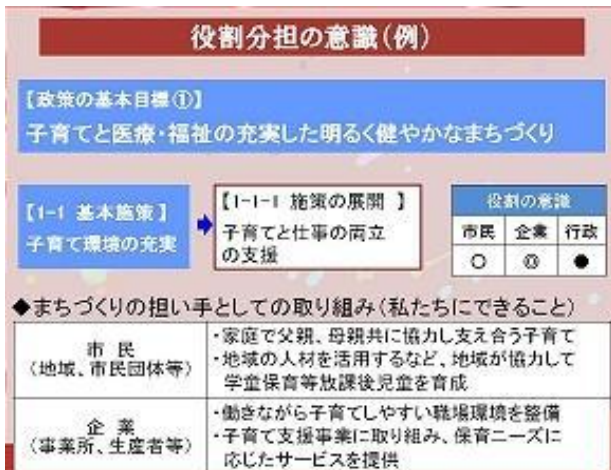 役割分担の意識(例)
【政策の基本目標①】
子育てと医療・福祉の充実した明るく健やかなまちづくり
【1-1 基本施策】
子育て環境の充実
【1-1-1 施策の展開 】
子育てと仕事の両立
の支援
役割の意識
市民 企業 行政
○ ◎ ●
◆まちづくりの担い手としての取り組み(私たちにできること)
市 民
(地域、市民団体等)
・家庭で父親、母親共に協力し支え合う子育て
・地域の人材を活用するなど、地域が協力して
学童保育等放課後児童を育成
企 業
(事業所、生産者等)
・働きながら子育てしやすい職場環境を整備
・子育て支援事業に取り組み、保育ニーズに
応じたサービスを提供